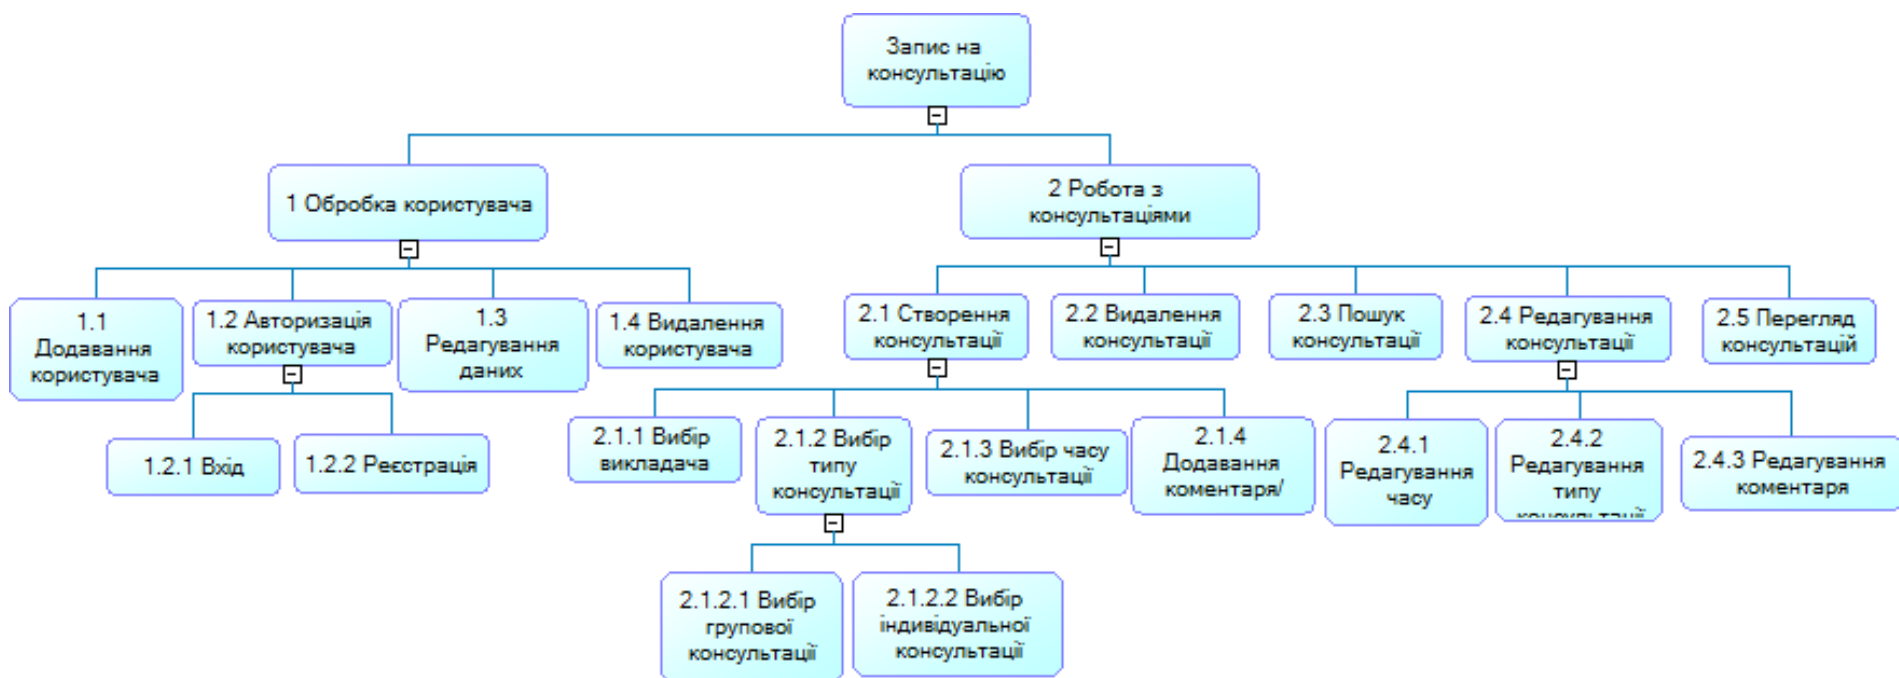 Запис на
консультацію
1 Обробка користувача
2 Робота з
консультаціями
1.1
Додавання
користувача
1.2 Авторизація
користувача
1.3
Редагування
даних
1.4 Видалення
користувача
2.1 Створення
консультації
2.2 Видалення
консультації
2.3 Пошук
консультації
2.4 Редагування
консультації
2.5 Перегляд
консультацій
1.2.1 Вхід
1.2.2 Реєстрація
2.1.1 Вибір
викладача
2.1.2 Вибір
типу
консультації
2.1.3 Вибір часу
консультації
2.1.4
Додавання
коментаря/
2.4.1
Редагування
часу
2.4.2
Редагування
типу
консультації
2.4.3 Редагування
коментаря
2.1.2.1 Вибір
групової
консультації
2.1.2.2 Вибір
індивідуальної
консультації